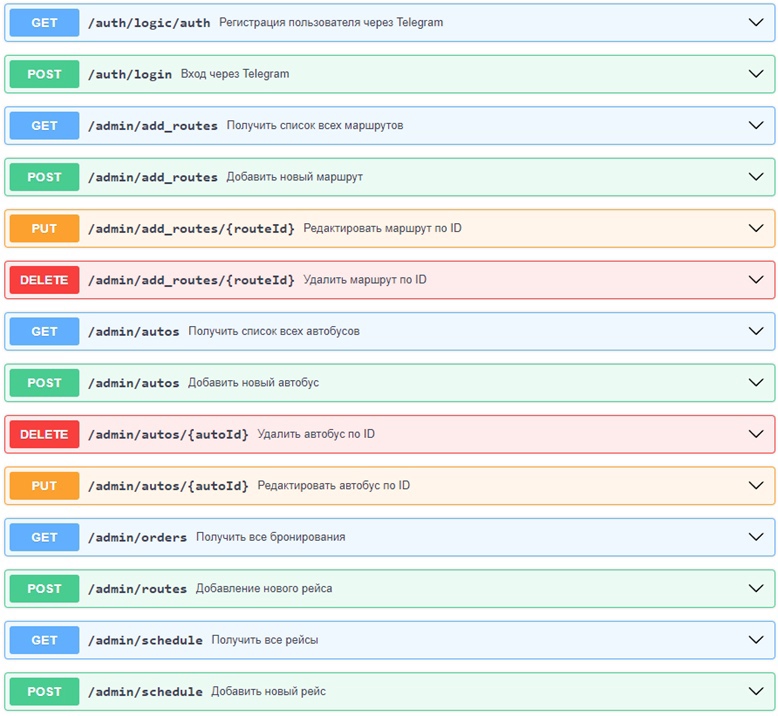 GET /auth/logic/auth Регистрация пользователя через Telegram
POST /auth/login Вход через Telegram
GET /admin/add_routes Получить список всех маршрутов
POST /admin/add_routes Добавить новый маршрут
PUT /admin/add_routes/{routeId} Редактировать маршрут по ID
DELETE /admin/add_routes/{routeId} Удалить маршрут по ID
GET /admin/autos Получить список всех автобусов
POST /admin/autos Добавить новый автобус
DELETE /admin/autos/{autoId} Удалить автобус по ID
PUT /admin/autos/{autoId} Редактировать автобус по ID
GET /admin/orders Получить все бронирования
POST /admin/routes Добавление нового рейса
GET /admin/schedule Получить все рейсы
POST /admin/schedule Добавить новый рейс